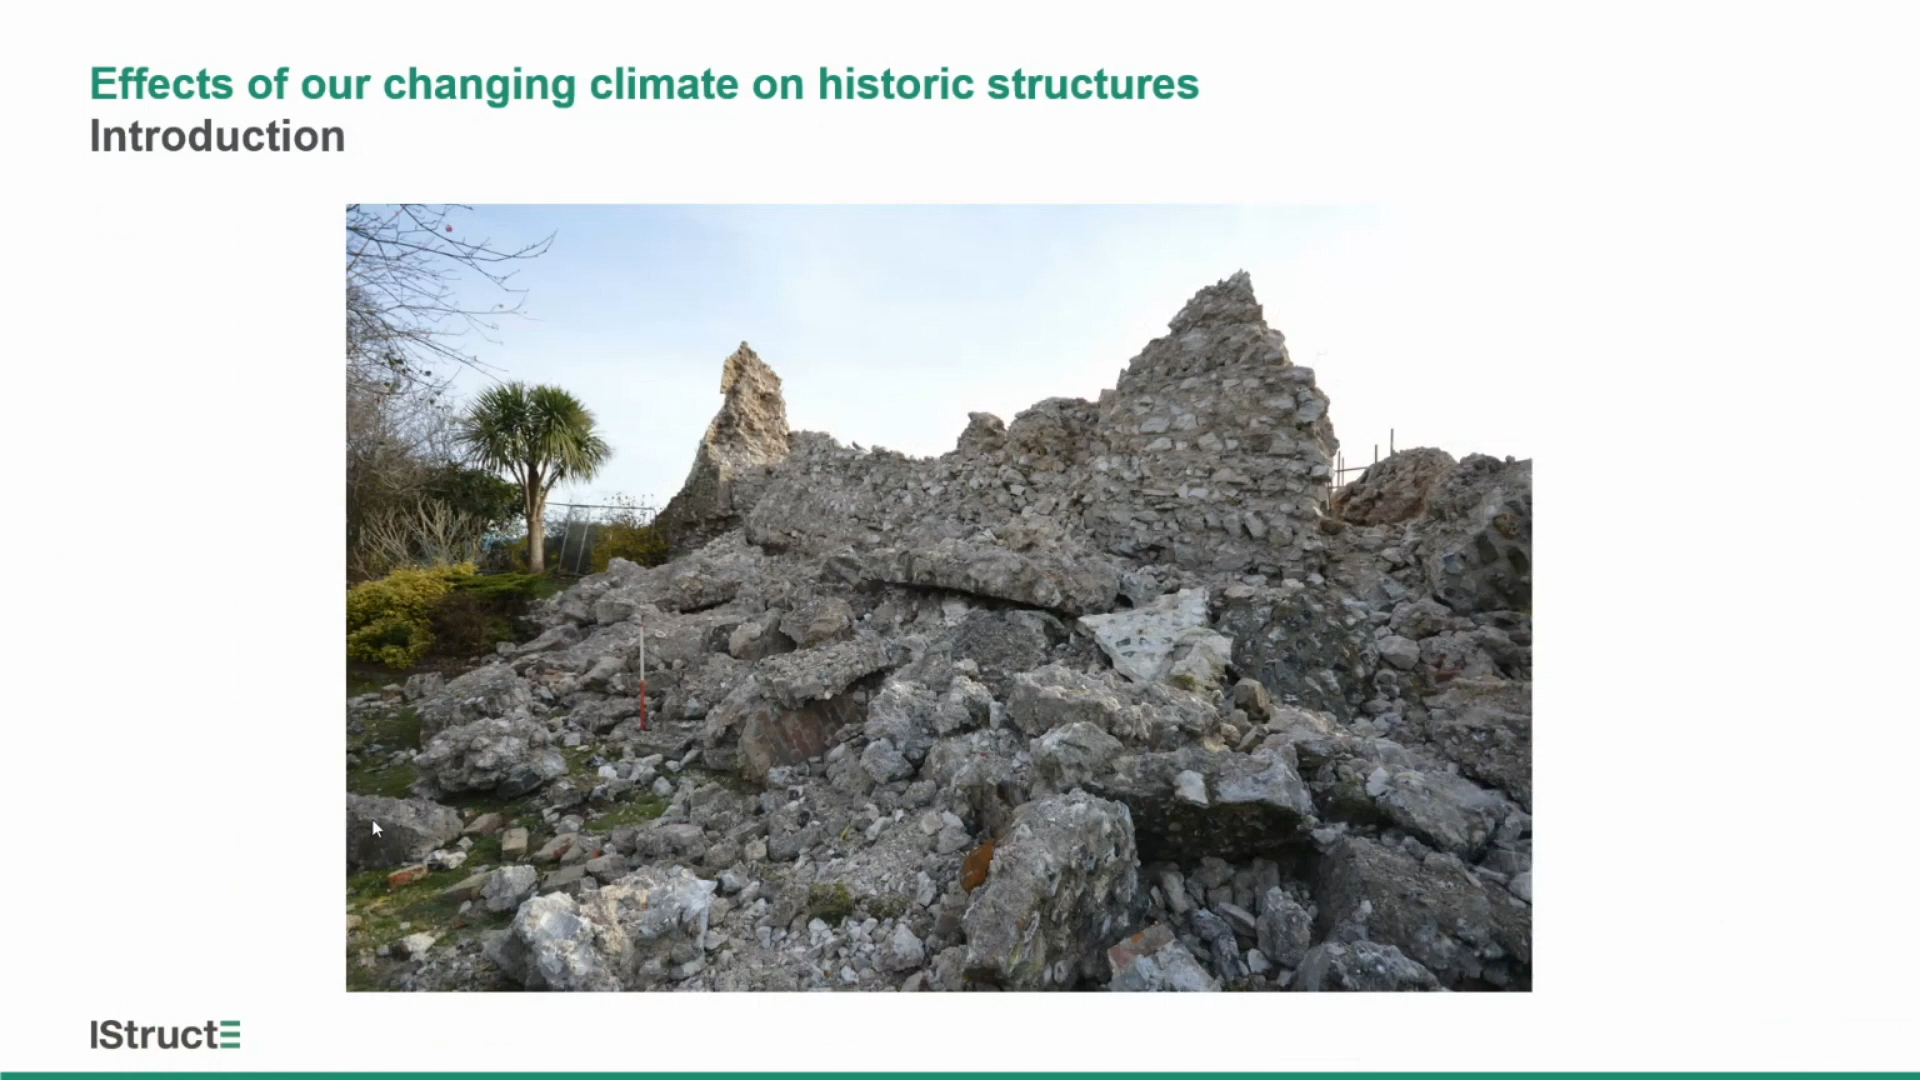 Effects of our changing climate on historic structures
Introduction
IStructE